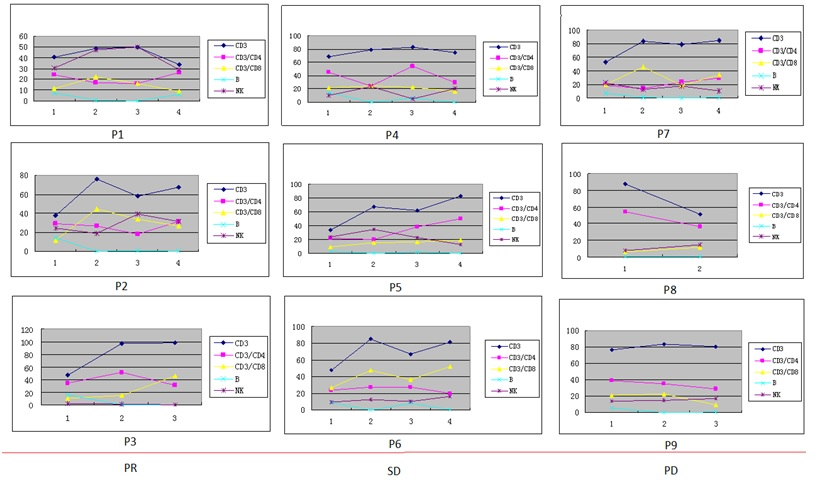 60
50
40
30
20
10
0
1 2 3 4
CD3
CD3/CD4
CD3/CD8
B
NK
P1
100
80
60
40
20
0
1 2 3 4
CD3
CD3/CD4
CD3/CD8
B
NK
P4
100
80
60
40
20
0
1 2 3 4
CD3
CD3/CD4
CD3/CD8
B
NK
P7
80
60
40
20
0
1 2 3 4
CD3
CD3/CD4
CD3/CD8
B
NK
P2
100
80
60
40
20
0
1 2 3 4
CD3
CD3/CD4
CD3/CD8
B
NK
P5
100
80
60
40
20
0
1 2
CD3
CD3/CD4
CD3/CD8
B
NK
P8
120
100
80
60
40
20
0
1 2 3
CD3
CD3/CD4
CD3/CD8
B
NK
P3
100
80
60
40
20
0
1 2 3 4
CD3
CD3/CD4
CD3/CD8
B
NK
P6
100
80
60
40
20
0
1 2 3
CD3
CD3/CD4
CD3/CD8
B
NK
P9
PR SD PD